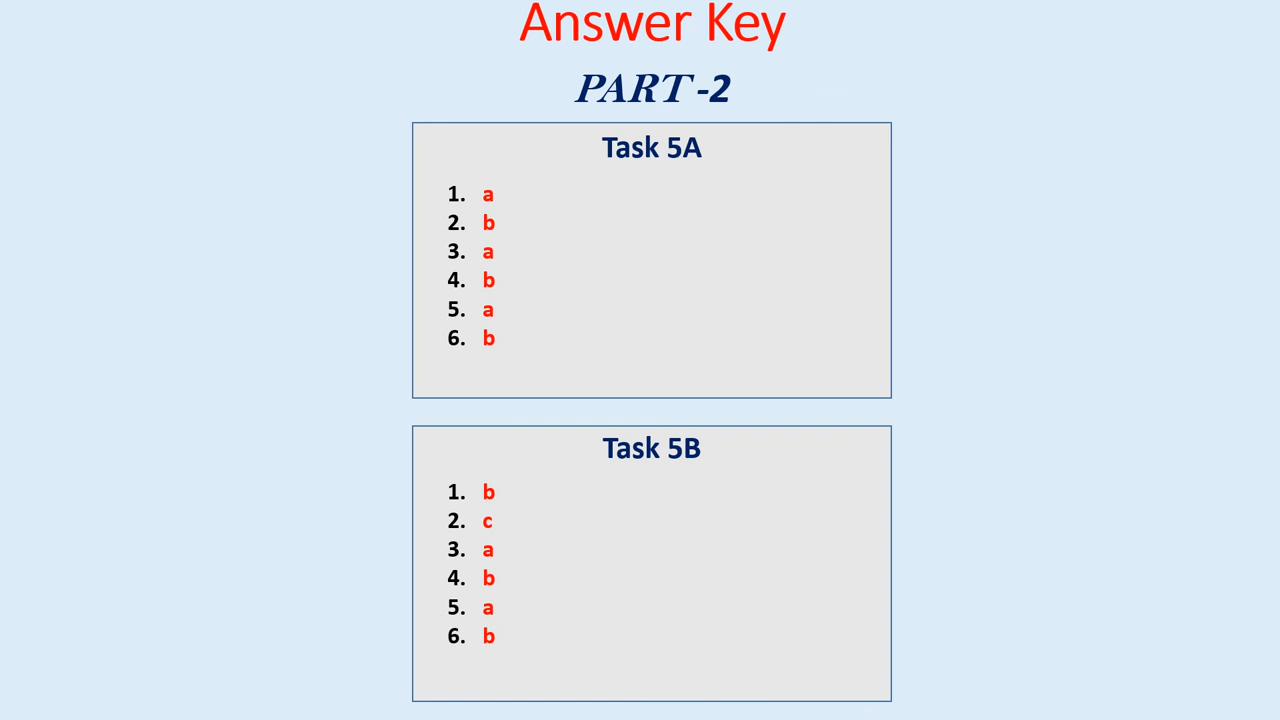 Answer Key
PART -2
Task 5A
1. a
2. b
3. a
4. b
5. a
6. b
Task 5B
1. b
2. c
3. a
4. b
5. a
6. b